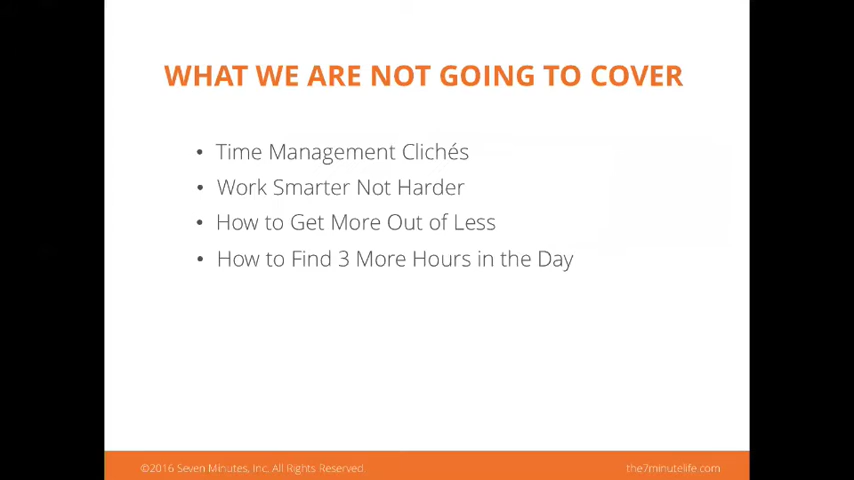 WHAT WE ARE NOT GOING TO COVER
• Time Management Clichés
• Work Smarter Not Harder
• How to Get More Out of Less
• How to Find 3 More Hours in the Day
©2016 Seven Minutes, Inc. All Rights Reserved.
the7minutelife.com